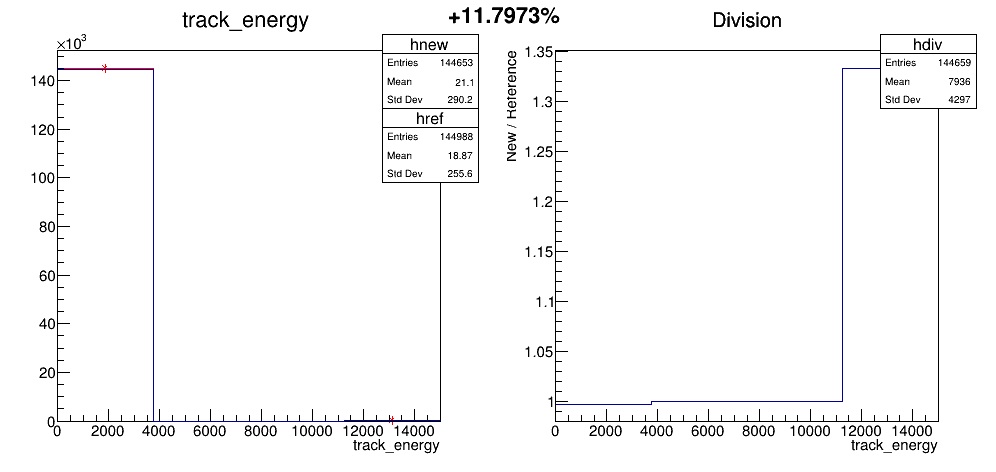 +11.7973%
track_energy
×10³
140
120
100
80
60
40
20
0
0 2000 4000 6000 8000 10000 12000 14000
track_energy
hnew
Entries 144653
Mean 21.1
Std Dev 290.2
href
Entries 144988
Mean 18.87
Std Dev 255.6
Division
New / Reference
1.35
1.3
1.25
1.2
1.15
1.1
1.05
1
0 2000 4000 6000 8000 10000 12000 14000
track_energy
hdiv
Entries 144659
Mean 7936
Std Dev 4297